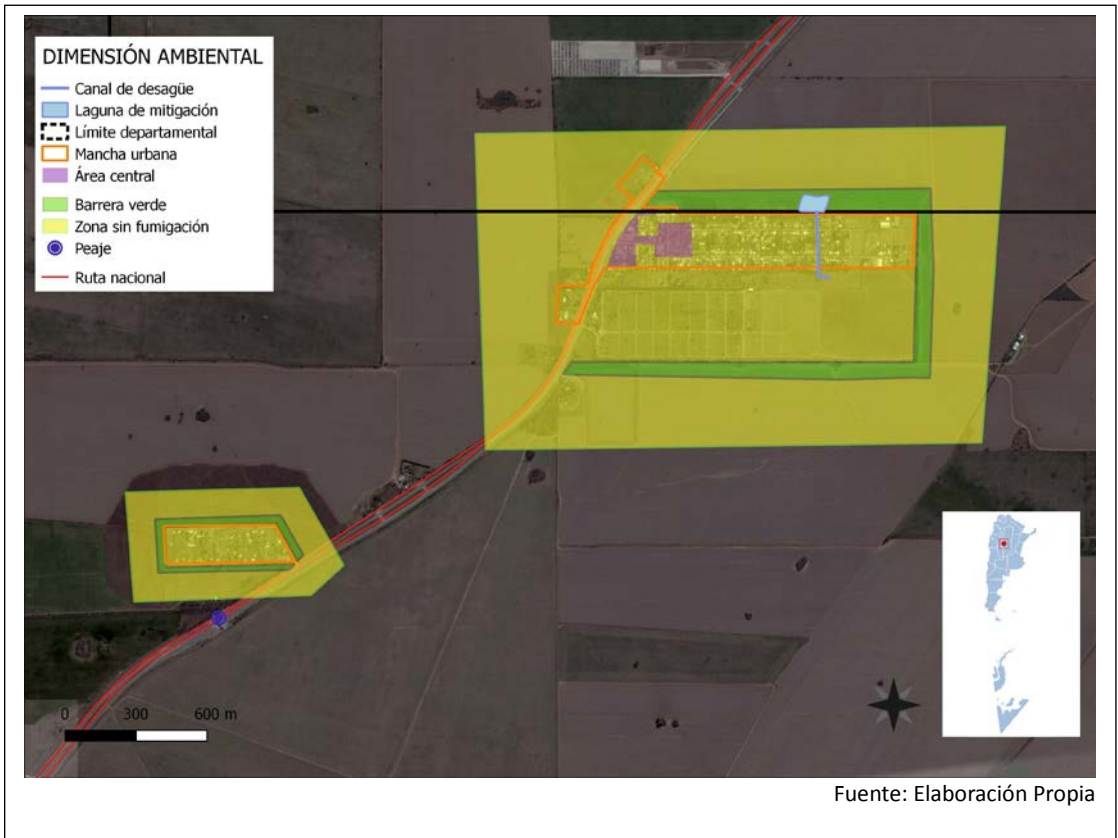 DIMENSIÓN AMBIENTAL
Canal de desagüe
Laguna de mitigación
Límite departamental
Mancha urbana
Área central
Barrera verde
Zona sin fumigación
Peaje
Ruta nacional
0 300 600 m
Fuente: Elaboración Propia